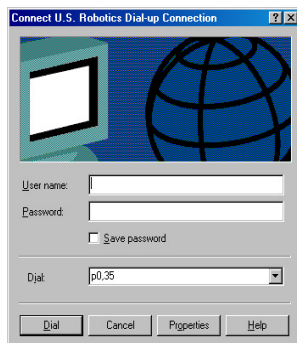 Connect U.S. Robotics Dial-up Connection
User name:
Password:
Save password
Dial: p0,35
Dial Cancel Properties Help